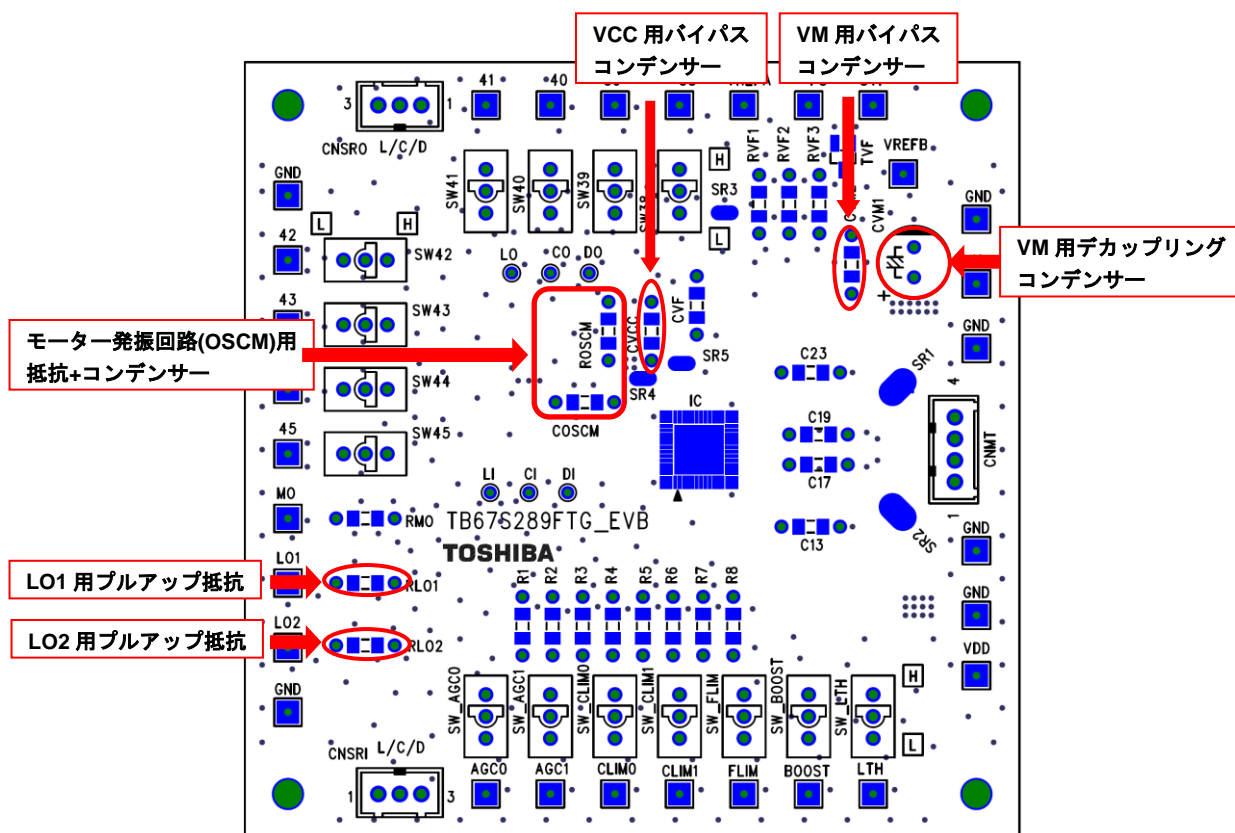 VCC 用バイパス
コンデンサー
VM 用バイパス
コンデンサー
41
40
3
1
CNSRO
L/C/D
RVF1
RVF2
RVF3
TVF
VREFB
GND
SW41
SW40
SW39
SW38
H
SR3
L
CVM1
GND
VM 用デカップリング
コンデンサー
L
H
42
SW42
LO
CO
DO
+
43
SW43
モーター発振回路(OSCM)用
抵抗+コンデンサー
ROSCM
CVCC
CVF
SR5
SR4
GND
C23
SR1
4
SW44
COSCM
IC
C19
CNMT
45
SW45
C17
LI
CI
DI
1
MO
RMO
TB67S289FTG_EVB
C13
SR2
GND
TOSHIBA
LO1
LO1 用プルアップ抵抗
RLO1
R1
R2
R3
R4
R5
R6
R7
R8
GND
LO2
LO2 用プルアップ抵抗
RLO2
VDD
GND
SW_AGC0
SW_AGC1
SW_CLIM0
SW_CLIM1
SW_FLIM
SW_BOOST
SW_LTH
H
L
CNSRI
L/C/D
1
3
AGC0
AGC1
CLIM0
CLIM1
FLIM
BOOST
LTH